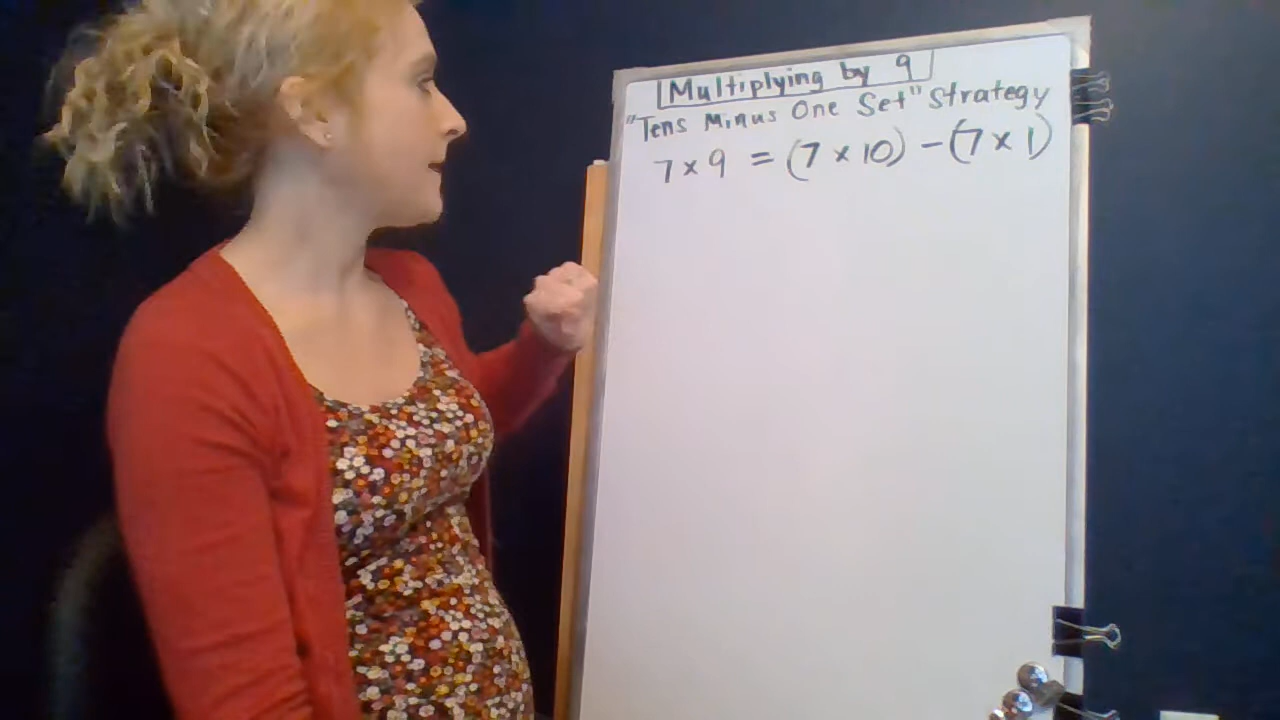 Multiplying by 9
"Tens Minus One Set" Strategy
7 × 9 = (7 × 10) - (7 × 1)